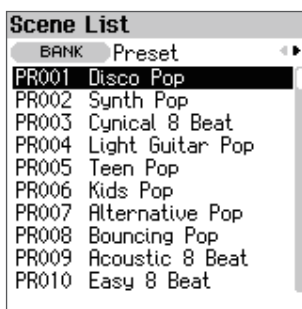 Scene List
BANK Preset
PR001 Disco Pop
PR002 Synth Pop
PR003 Cynical 8 Beat
PR004 Light Guitar Pop
PR005 Teen Pop
PR006 Kids Pop
PR007 Alternative Pop
PR008 Bouncing Pop
PR009 Acoustic 8 Beat
PR010 Easy 8 Beat